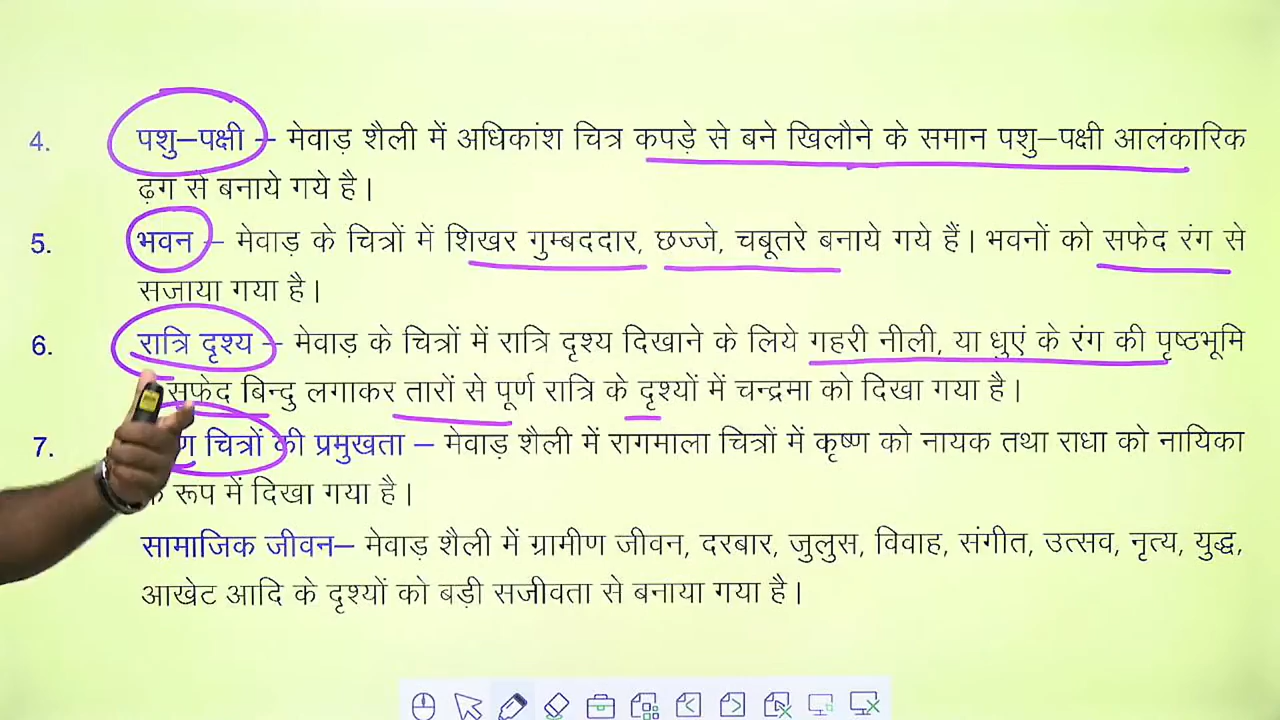 4. पशु–पक्षी – मेवाड़ शैली में अधिकांश चित्र कपड़े से बने खिलौने के समान पशु–पक्षी आलंकारिक
ढ़ग से बनाये गये है।
5. भवन – मेवाड़ के चित्रों में शिखर गुम्बददार, छज्जे, चबूतरे बनाये गये हैं। भवनों को सफेद रंग से
सजाया गया है।
6. रात्रि दृश्य – मेवाड़ के चित्रों में रात्रि दृश्य दिखाने के लिये गहरी नीली, या धुएं के रंग की पृष्ठभूमि
सफेद बिन्दु लगाकर तारों से पूर्ण रात्रि के दृश्यों में चन्द्रमा को दिखा गया है।
7. चित्रों की प्रमुखता – मेवाड़ शैली में रागमाला चित्रों में कृष्ण को नायक तथा राधा को नायिका
रूप में दिखा गया है।
सामाजिक जीवन– मेवाड़ शैली में ग्रामीण जीवन, दरबार, जुलुस, विवाह, संगीत, उत्सव, नृत्य, युद्ध,
आखेट आदि के दृश्यों को बड़ी सजीवता से बनाया गया है।